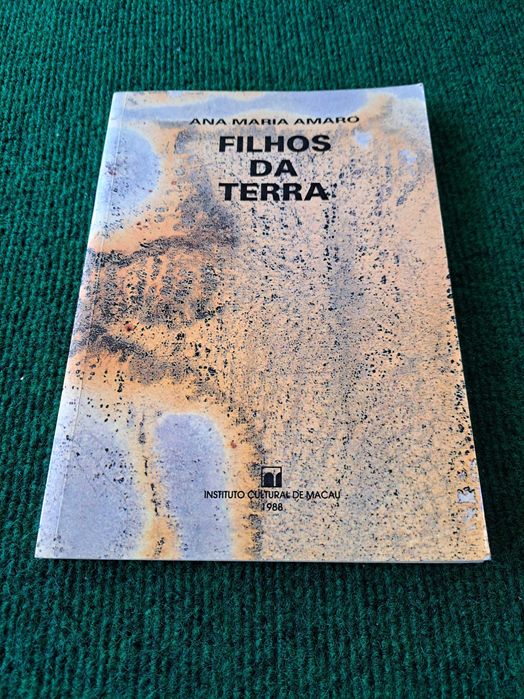 ANA MARIA AMARO
FILHOS
DA
TERRA
INSTITUTO CULTURAL DE MACAU
1988